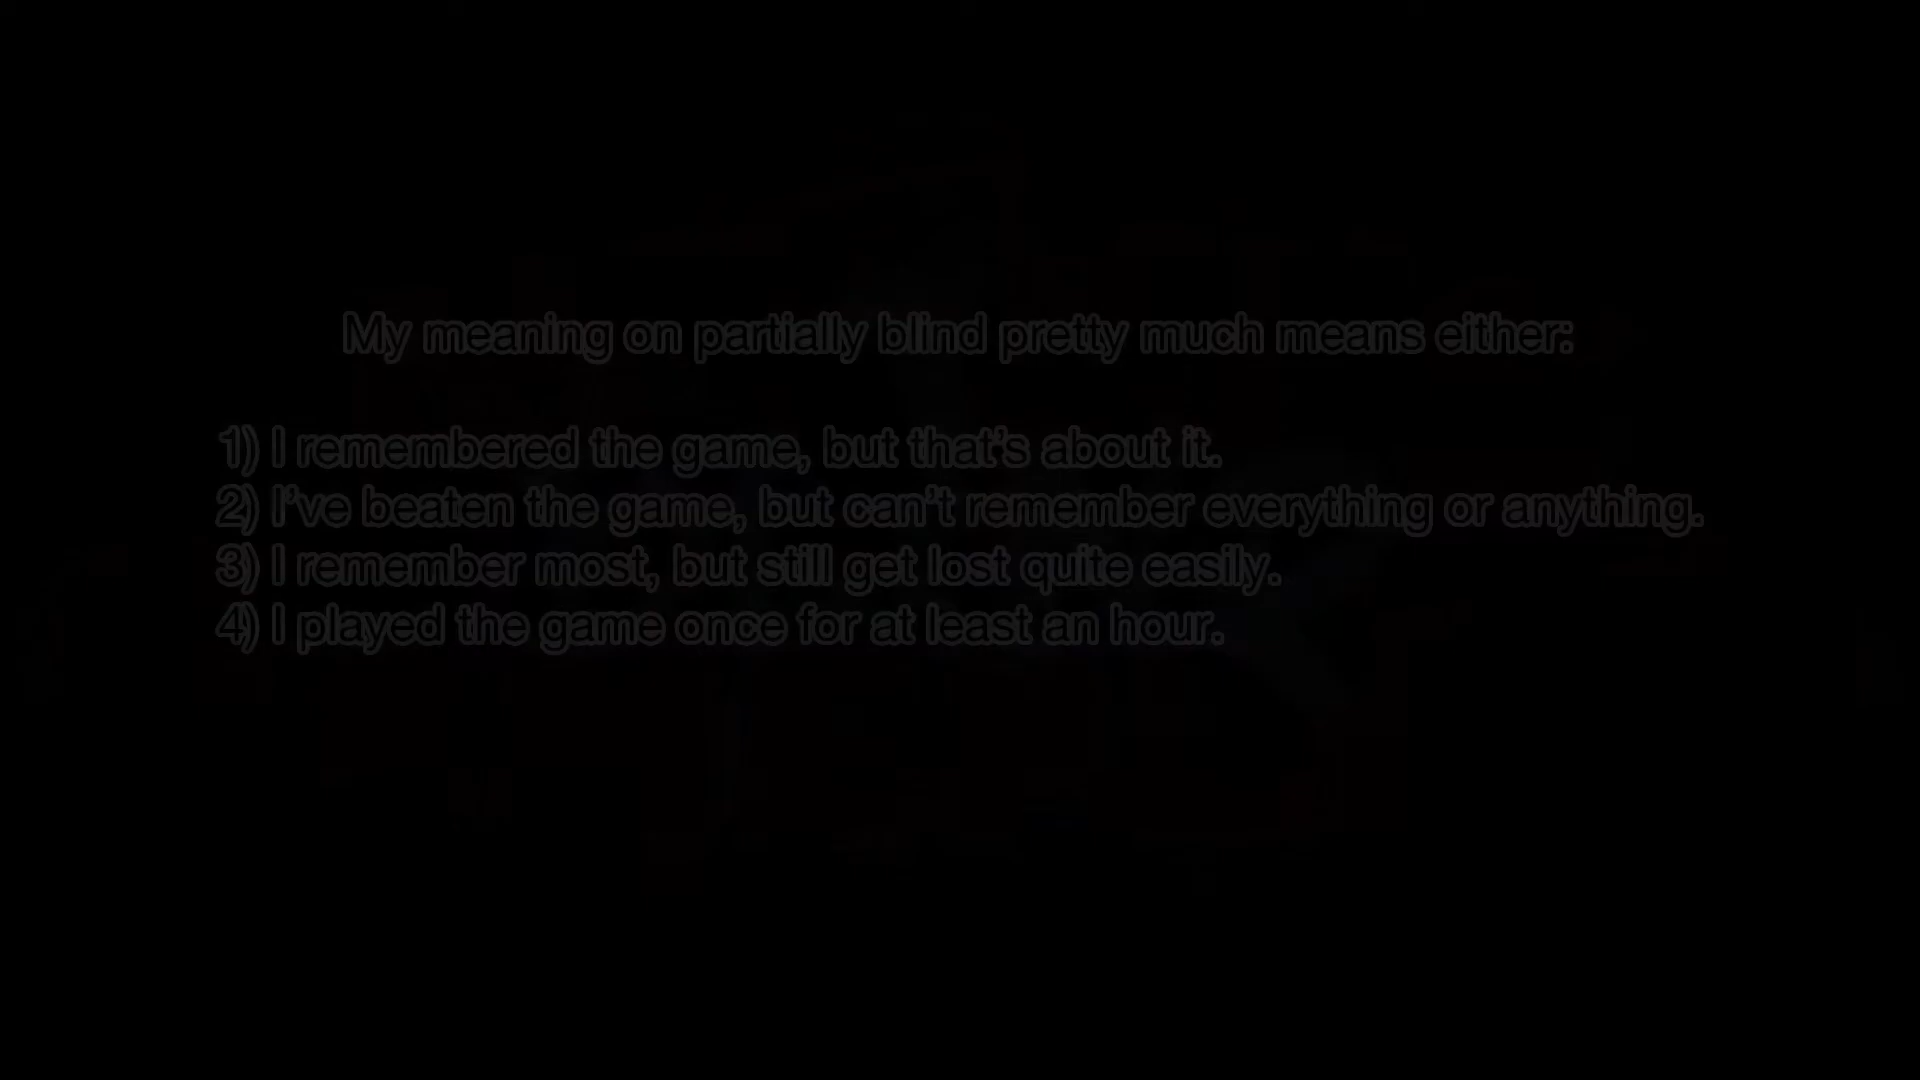 My meaning on partially blind pretty much means either:
1) I remembered the game, but that's about it.
2) I've beaten the game, but can't remember everything or anything.
3) I remember most, but still get lost quite easily.
4) I played the game once for at least an hour.